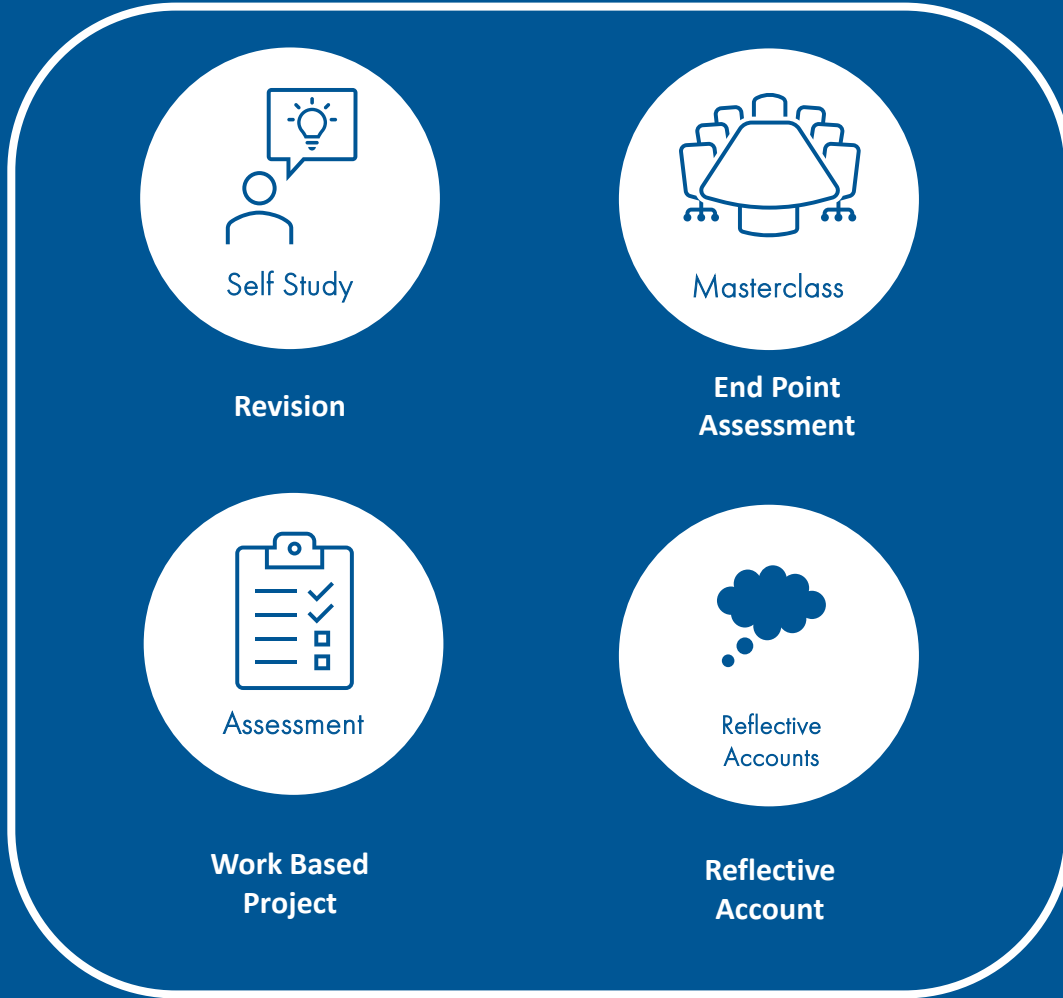 Self Study
Revision
Masterclass
End Point
Assessment
Assessment
Work Based
Project
Reflective
Accounts
Reflective
Account